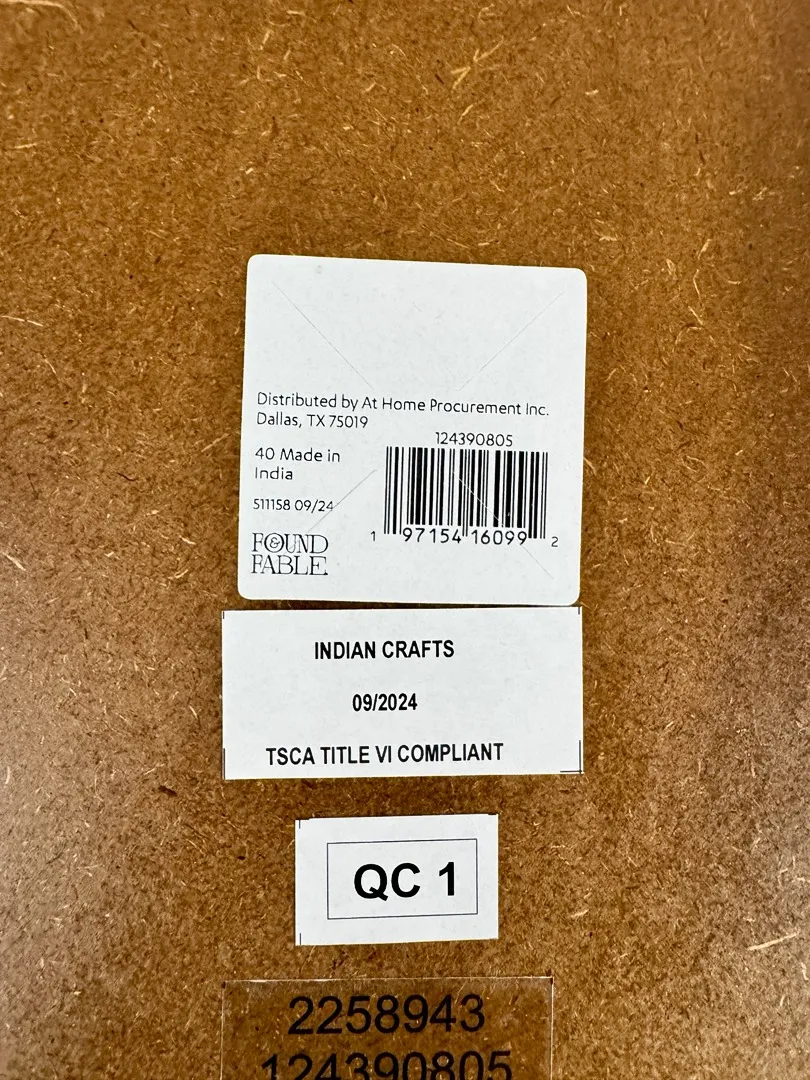 Distributed by At Home Procurement Inc.
Dallas, TX 75019
124390805
40 Made in
India
511158 09/24
1 97154 16099 2
FOUND
&
FABLE
INDIAN CRAFTS
09/2024
TSCA TITLE VI COMPLIANT
QC 1
2258943
124390805